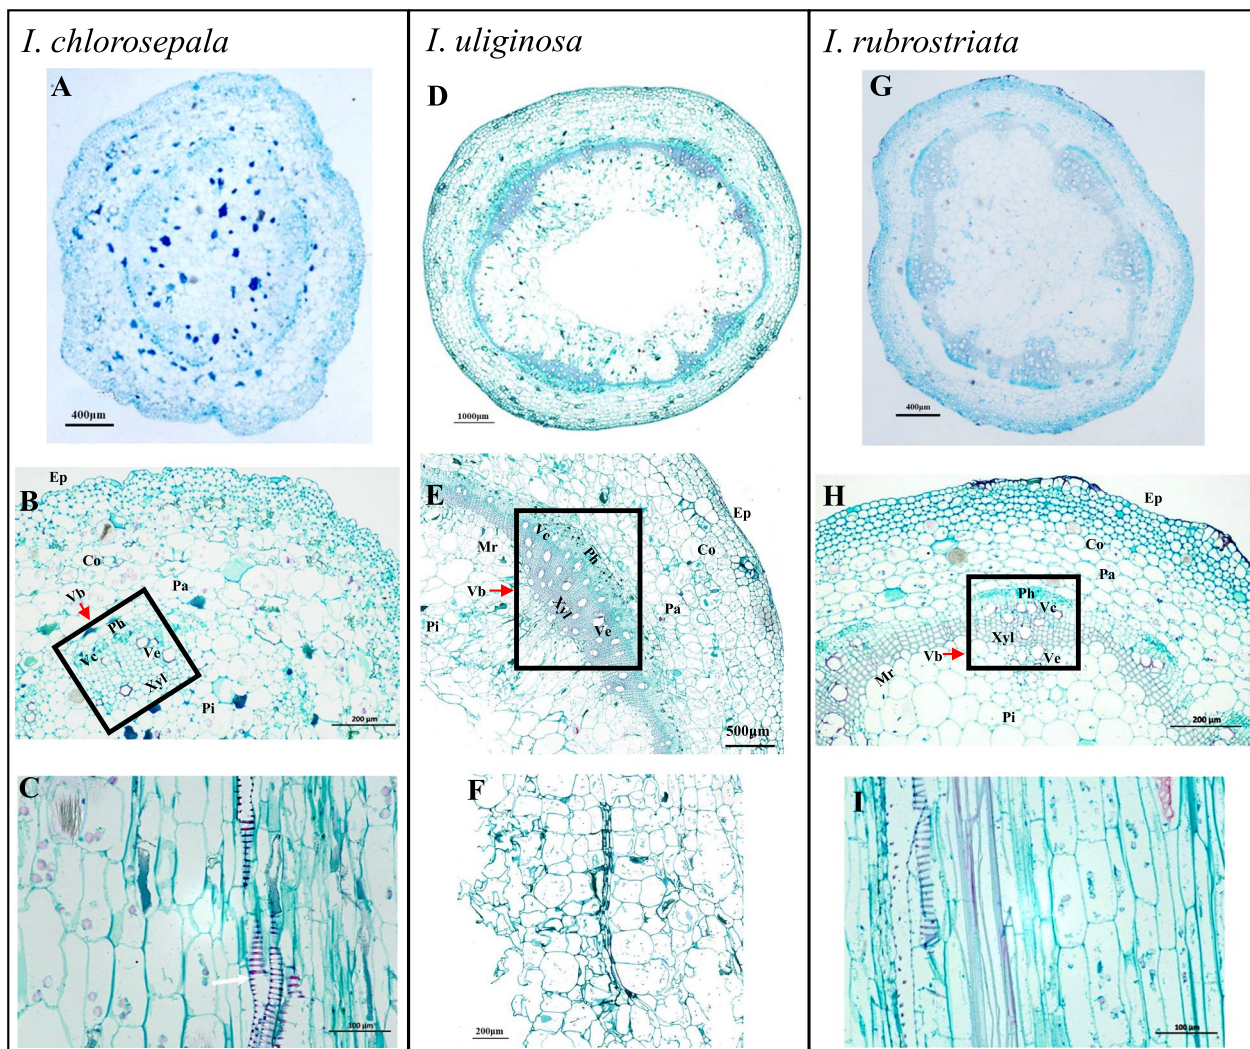 I. chlorosepala
A
400µm
Ep
B
Co
Pa
Vb
Ph
Vc
Ve
Xyl
Pi
200 µm
C
100 µm
I. uliginosa
D
1000µm
E
Ep
Vc
Mr
Ph
Co
Vb
Xyl
Pa
Ve
Pi
500µm
F
200µm
I. rubrostriata
G
400µm
H
Ep
Co
Pa
Ph
Vc
Xyl
Vb
Ve
Mr
Pi
200 µm
I
100 µm